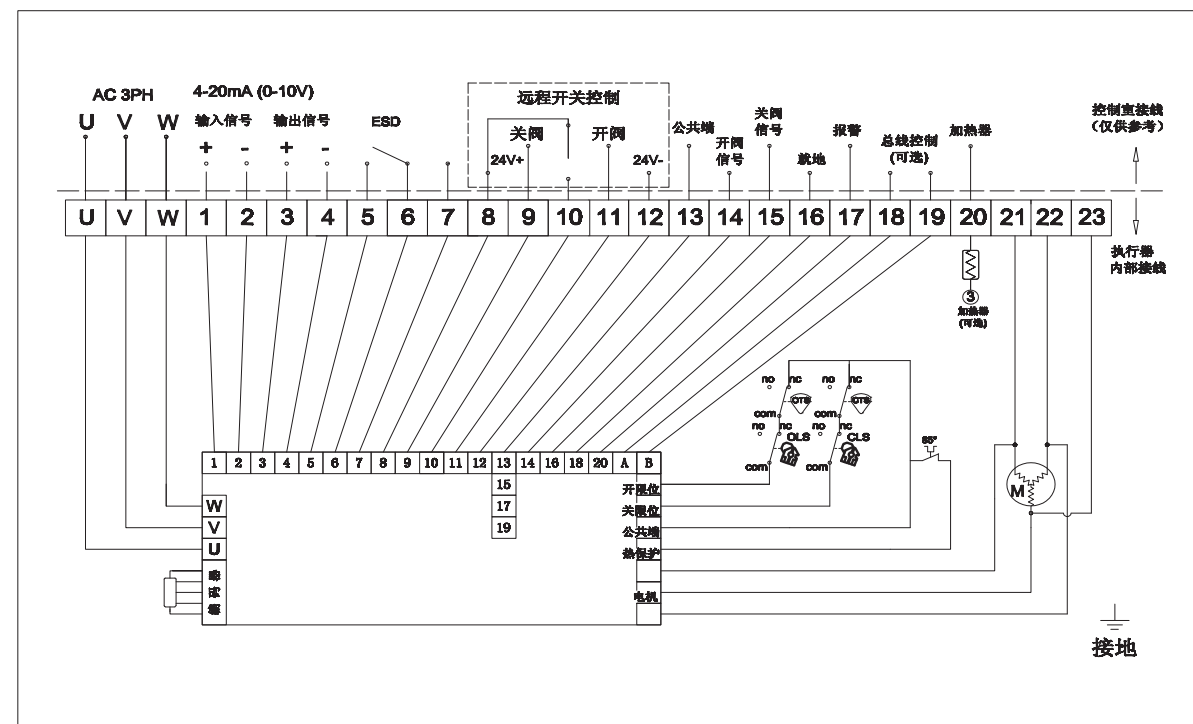 AC 3PH
4-20mA (0-10V)
远程开关控制
U V W
输入信号
输出信号
ESD
+ - + -
关阀
开阀
24V+
24V-
公共端
开阀
信号
关阀
信号
就地
报警
总线控制
(可选)
加热器
控制室接线
(仅供参考)
U V W 1 2 3 4 5 6 7 8 9 10 11 12 13 14 15 16 17 18 19 20 21 22 23
执行器
内部接线
3
加热器
(可选)
no nc no nc
OTS CTS
com com
no nc no nc
OLS CLS
com com
85°
M
1 2 3 4 5 6 7 8 9 10 11 12 13 14 16 18 20 A B
15
17
19
W
V
U
开限位
关限位
公共端
热保护
电机
接地